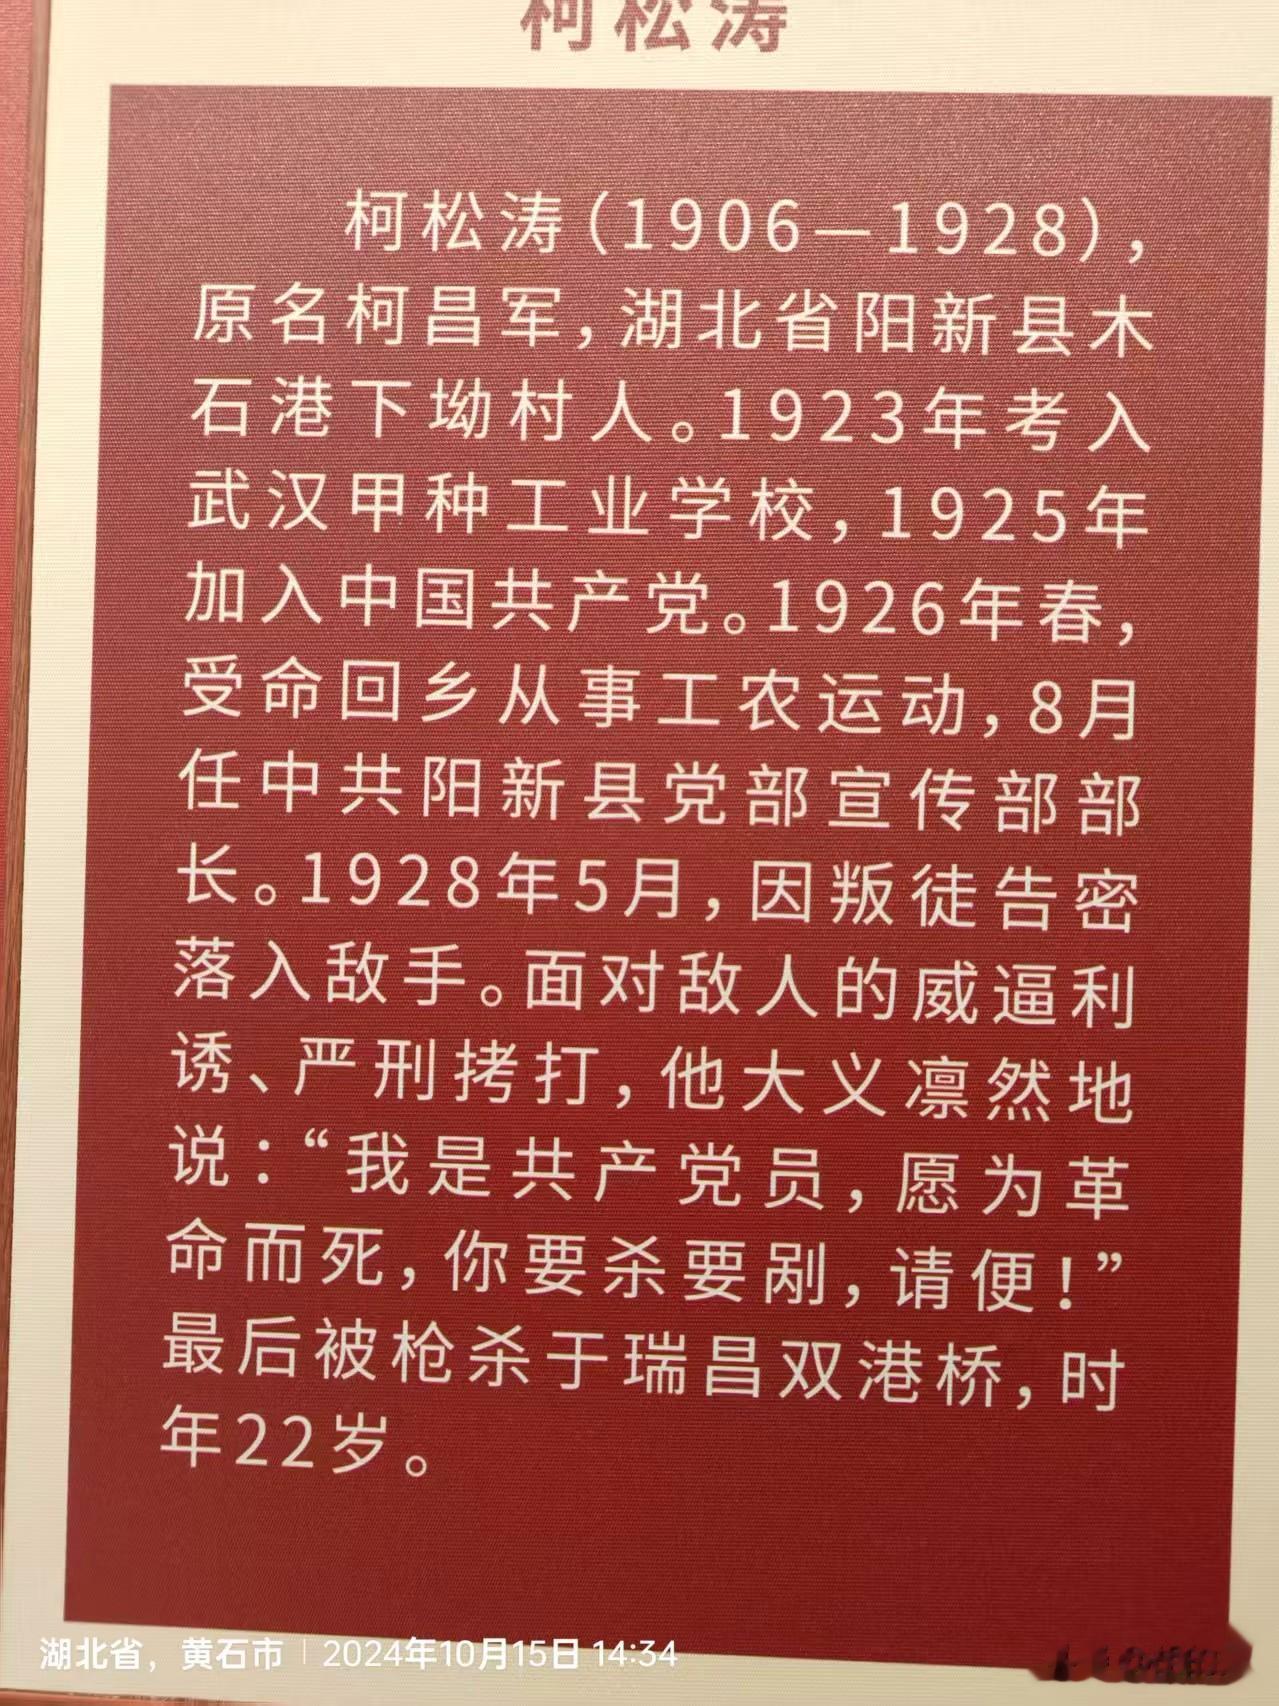 柯松涛
柯松涛（1906—1928），
原名柯昌军，湖北省阳新县木
石港下坳村人。1923年考入
武汉甲种工业学校，1925年
加入中国共产党。1926年春，
受命回乡从事工农运动，8月
任中共阳新县党部宣传部部
长。1928年5月，因叛徒告密
落入敌手。面对敌人的威逼利
诱、严刑拷打，他大义凛然地
说：“我是共产党员，愿为革
命而死，你要杀要剐，请便！”
最后被枪杀于瑞昌双港桥，时
年22岁。
湖北省，黄石市 | 2024年10月15日 14:34